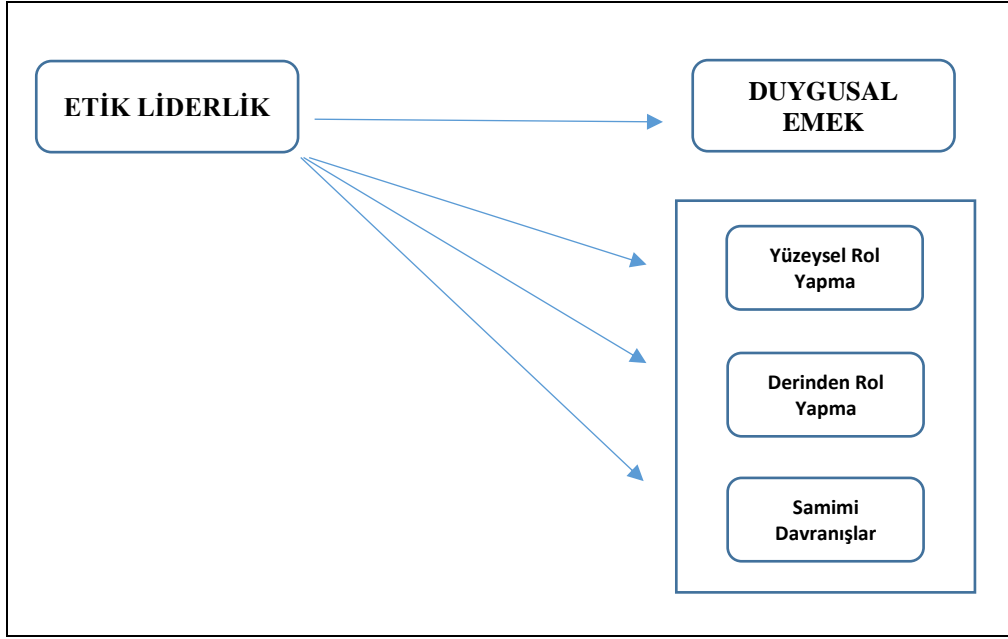 ETİK LİDERLİK
DUYGUSAL
EMEK
Yüzeysel Rol
Yapma
Derinden Rol
Yapma
Samimi
Davranışlar